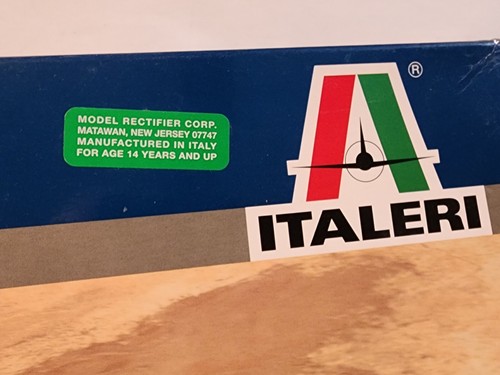 MODEL RECTIFIER CORP.
MATAWAN, NEW JERSEY 07747
MANUFACTURED IN ITALY
FOR AGE 14 YEARS AND UP
®
ITALERI